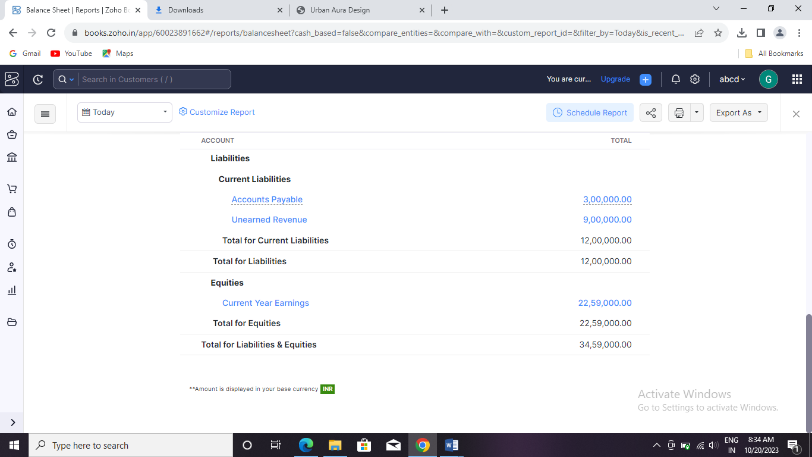 Balance Sheet | Reports | Zoho B
Downloads
Urban Aura Design
books.zoho.in/app/60023891662#/reports/balancesheet?cash_based=false&compare_entities=&compare_with=&custom_report_id=&filter_by=Today&is_recent_...
Gmail
YouTube
Maps
All Bookmarks
Search in Customers ( / )
You are cur...
Upgrade
abcd
G
Today
Customize Report
Schedule Report
Export As
ACCOUNT TOTAL
Liabilities
Current Liabilities
Accounts Payable 3,00,000.00
Unearned Revenue 9,00,000.00
Total for Current Liabilities 12,00,000.00
Total for Liabilities 12,00,000.00
Equities
Current Year Earnings 22,59,000.00
Total for Equities 22,59,000.00
Total for Liabilities & Equities 34,59,000.00
**Amount is displayed in your base currency INR
Activate Windows
Go to Settings to activate Windows.
Type here to search
ENG
IN
8:34 AM
10/20/2023
1